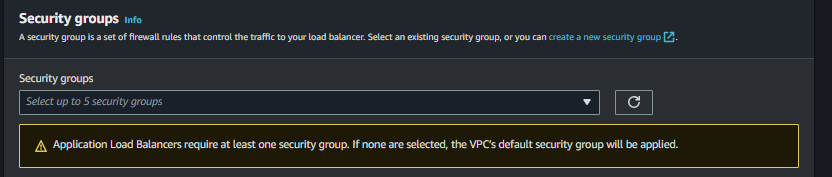 Security groups Info
A security group is a set of firewall rules that control the traffic to your load balancer. Select an existing security group, or you can create a new security group.
Security groups
Select up to 5 security groups
Application Load Balancers require at least one security group. If none are selected, the VPC's default security group will be applied.